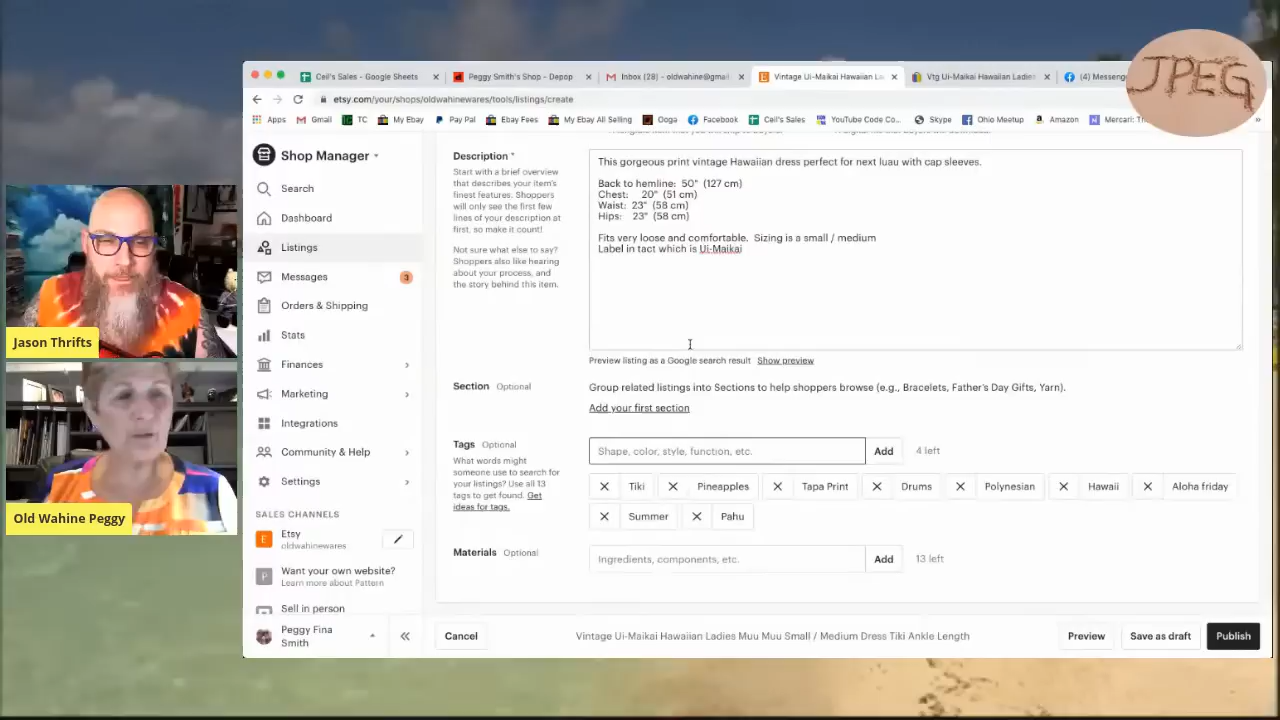 JPEG
Ceil's Sales - Google Sheets
Peggy Smith's Shop - Depop
Inbox (28) - oldwahine@gmail
Vintage Ui-Maikai Hawaiian La
Vtg Ui-Maikai Hawaiian Ladies
(4) Messeng
etsy.com/your/shops/oldwahinewares/tools/listings/create
Apps Gmail TC My Ebay Pay Pal Ebay Fees My Ebay All Selling Ooga Facebook Ceil's Sales YouTube Code Co... Skype Ohio Meetup Amazon Mercari:
Shop Manager
Search
Dashboard
Listings
Messages 3
Orders & Shipping
Stats
Finances
Marketing
Integrations
Community & Help
Settings
SALES CHANNELS
Etsy
oldwahinewares
Want your own website?
Learn more about Pattern
Sell in person
Peggy Fina
Smith
Description *
Start with a brief overview
that describes your item's
finest features. Shoppers
will only see the first few
lines of your description at
first, so make it count!
Not sure what else to say?
Shoppers also like hearing
about your process, and
the story behind this item.
This gorgeous print vintage Hawaiian dress perfect for next luau with cap sleeves.
Back to hemline: 50" (127 cm)
Chest: 20" (51 cm)
Waist: 23" (58 cm)
Hips: 23" (58 cm)
Fits very loose and comfortable. Sizing is a small / medium
Label in tact which is Ui-Maikai
Preview listing as a Google search result Show preview
Section Optional
Group related listings into Sections to help shoppers browse (e.g., Bracelets, Father's Day Gifts, Yarn).
Add your first section
Tags Optional
What words might
someone use to search for
your listings? Use all 13
tags to get found. Get
ideas for tags.
Shape, color, style, function, etc. Add 4 left
Tiki Pineapples Tapa Print Drums Polynesian Hawaii Aloha friday
Summer Pahu
Materials Optional
Ingredients, components, etc. Add 13 left
Cancel
Vintage Ui-Maikai Hawaiian Ladies Muu Muu Small / Medium Dress Tiki Ankle Length
Preview
Save as draft
Publish
Jason Thrifts
Old Wahine Peggy